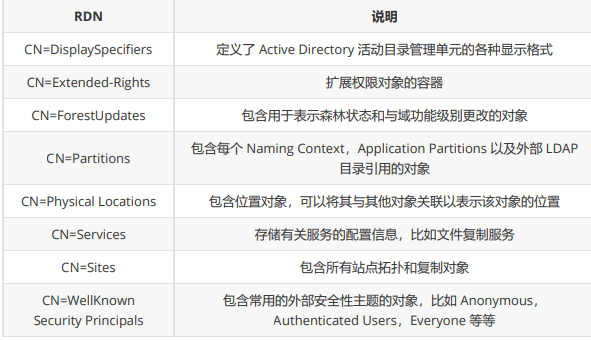 RDN 说明
CN=DisplaySpecifiers 定义了 Active Directory 活动目录管理单元的各种显示格式
CN=Extended-Rights 扩展权限对象的容器
CN=ForestUpdates 包含用于表示森林状态和与域功能级别更改的对象
CN=Partitions 包含每个 Naming Context，Application Partitions 以及外部 LDAP
目录引用的对象
CN=Physical Locations 包含位置对象，可以将其与其他对象关联以表示该对象的位置
CN=Services 存储有关服务的配置信息，比如文件复制服务
CN=Sites 包含所有站点拓扑和复制对象
CN=WellKnown 包含常用的外部安全性主题的对象，比如 Anonymous，
Security Principals Authenticated Users，Everyone 等等